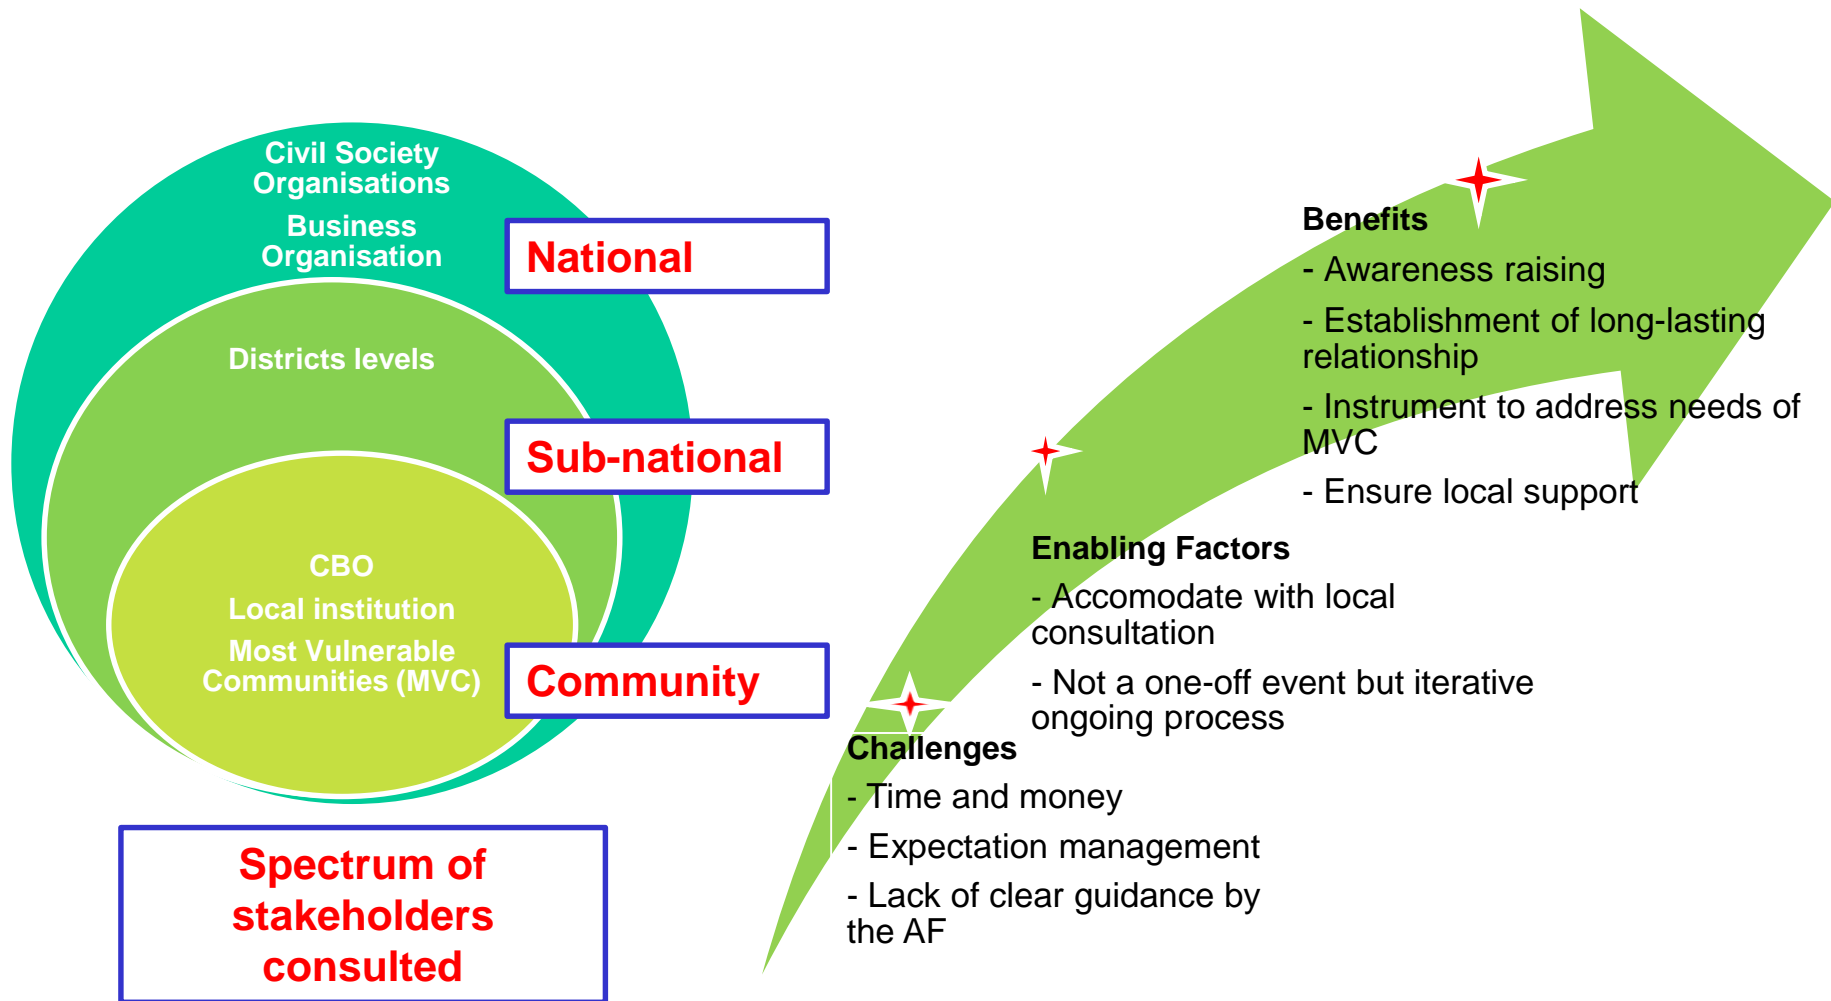 Civil Society
Organisations
Business
Organisation
National
Districts levels
Sub-national
CBO
Local institution
Most Vulnerable
Communities (MVC)
Community
Spectrum of
stakeholders
consulted
Benefits
- Awareness raising
- Establishment of long-lasting
relationship
- Instrument to address needs of
MVC
- Ensure local support
Enabling Factors
- Accomodate with local
consultation
- Not a one-off event but iterative
ongoing process
Challenges
- Time and money
- Expectation management
- Lack of clear guidance by
the AF